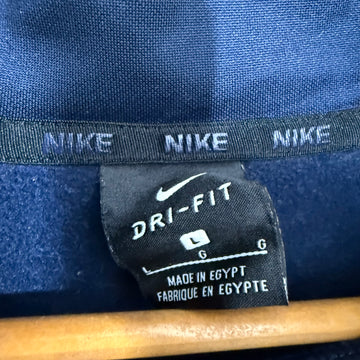 NIKE NIKE NIKE
DRI-FIT
L
L G G
MADE IN EGYPT
FABRIQUE EN EGYPTE